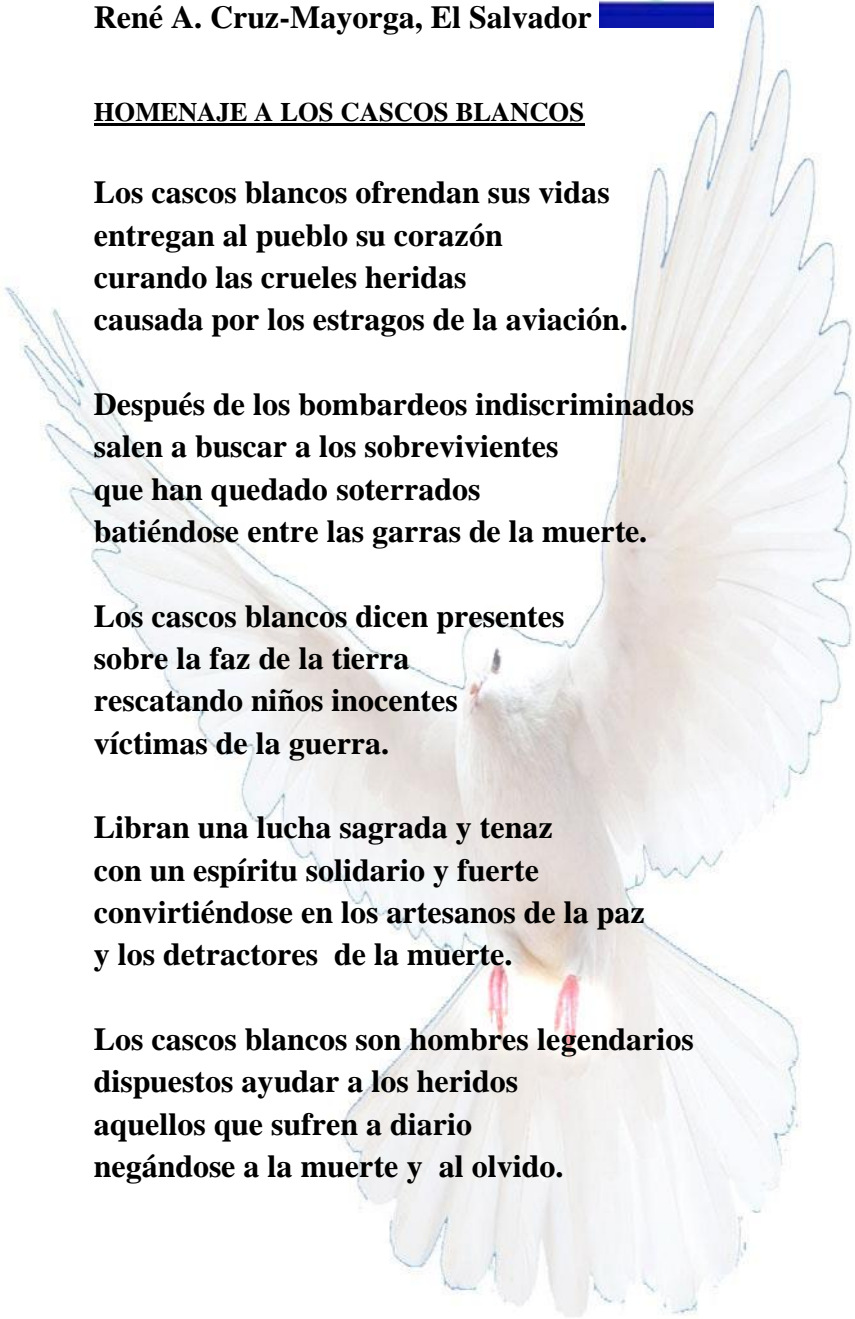 René A. Cruz-Mayorga, El Salvador
HOMENAJE A LOS CASCOS BLANCOS
Los cascos blancos ofrendan sus vidas
entregan al pueblo su corazón
curando las crueles heridas
causada por los estragos de la aviación.
Después de los bombardeos indiscriminados
salen a buscar a los sobrevivientes
que han quedado soterrados
batiéndose entre las garras de la muerte.
Los cascos blancos dicen presentes
sobre la faz de la tierra
rescatando niños inocentes
víctimas de la guerra.
Libran una lucha sagrada y tenaz
con un espíritu solidario y fuerte
convirtiéndose en los artesanos de la paz
y los detractores  de la muerte.
Los cascos blancos son hombres legendarios
dispuestos ayudar a los heridos
aquellos que sufren a diario
negándose a la muerte y  al olvido.